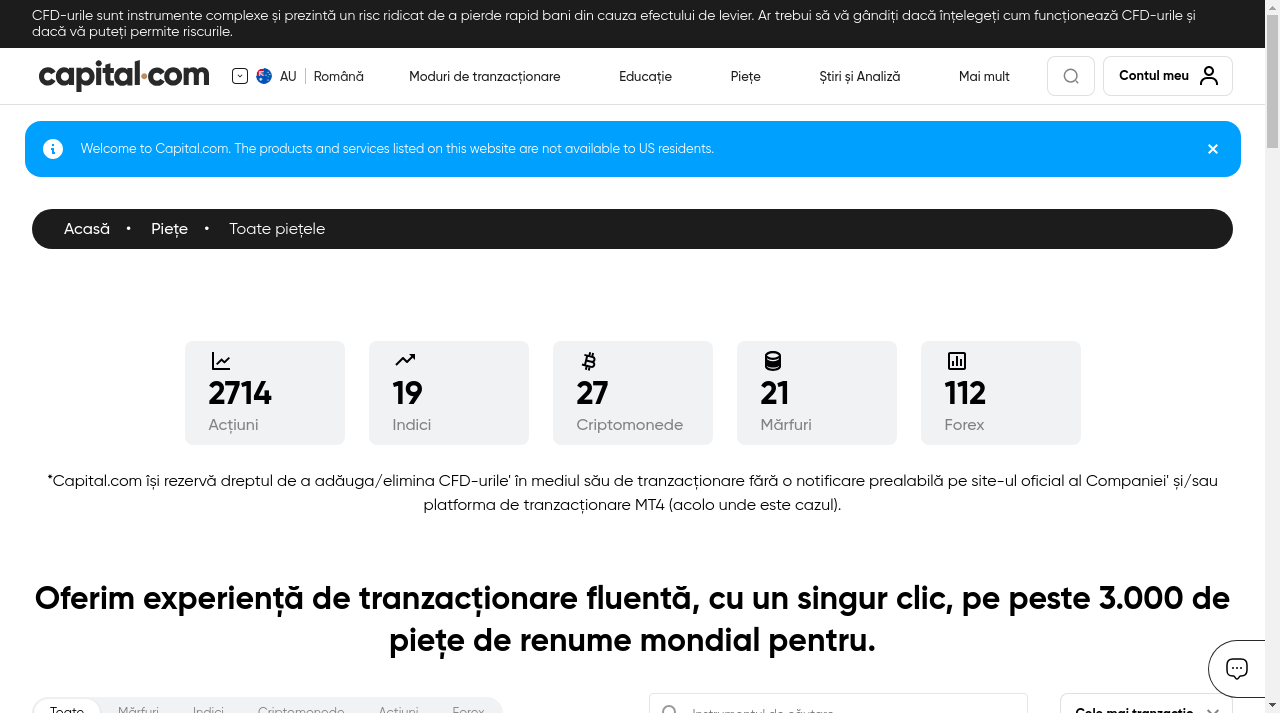 CFD-urile sunt instrumente complexe și prezintă un risc ridicat de a pierde rapid bani din cauza efectului de levier. Ar trebui să vă gândiți dacă înțelegeți cum funcționează CFD-urile și
dacă vă puteți permite riscurile.
capital.com
AU
Română
Moduri de tranzacționare
Educație
Piețe
Știri și Analiză
Mai mult
Contul meu
Welcome to Capital.com. The products and services listed on this website are not available to US residents.
Acasă • Piețe • Toate piețele
2714
Acțiuni
19
Indici
27
Criptomonede
21
Mărfuri
112
Forex
*Capital.com își rezervă dreptul de a adăuga/elimina CFD-urile' în mediul său de tranzacționare fără o notificare prealabilă pe site-ul oficial al Companiei' și/sau
platforma de tranzacționare MT4 (acolo unde este cazul).
Oferim experiență de tranzacționare fluentă, cu un singur clic, pe peste 3.000 de
piețe de renume mondial pentru.
Toate
Mărfuri
Indici
Criptomonede
Acțiuni
Forex
Instrumentul de căutare
Cele mai tranzacțio